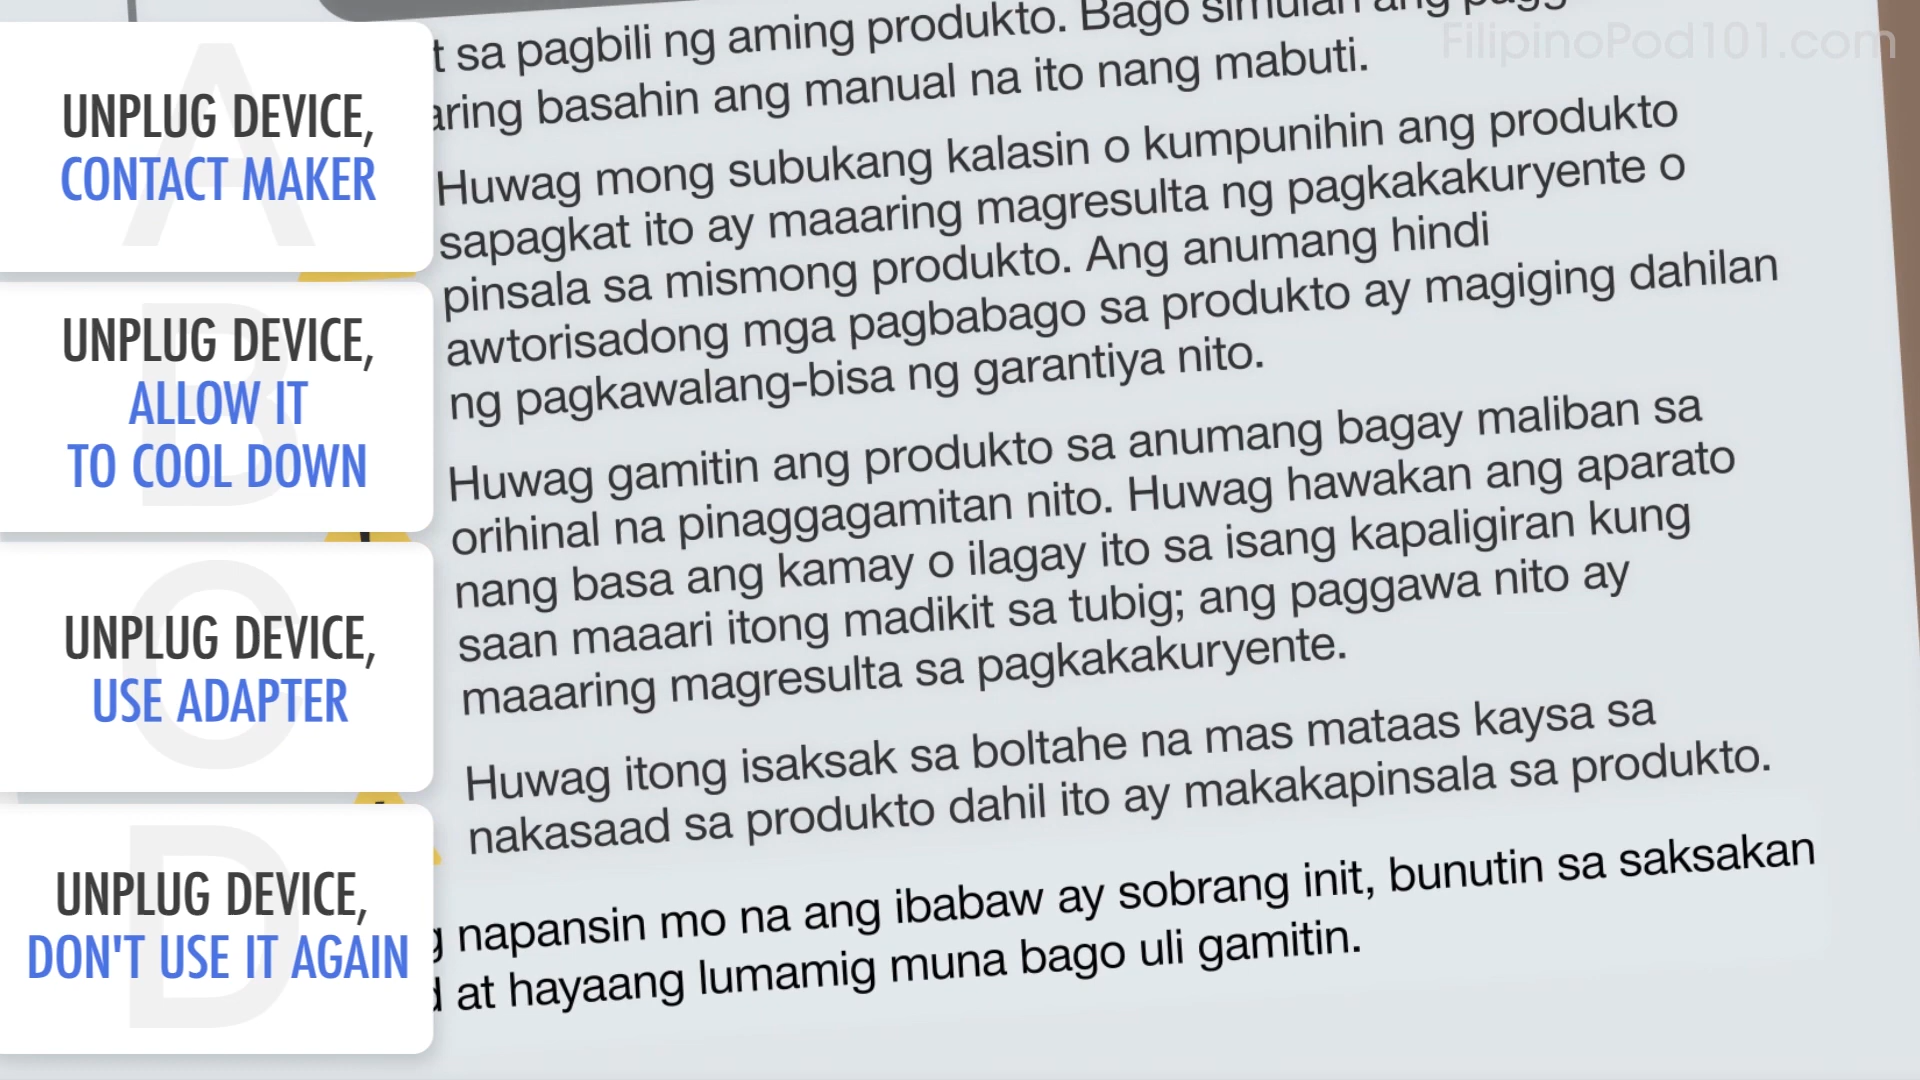 UNPLUG DEVICE,
CONTACT MAKER
A
UNPLUG DEVICE,
ALLOW IT
TO COOL DOWN
B
UNPLUG DEVICE,
USE ADAPTER
C
UNPLUG DEVICE,
DON'T USE IT AGAIN
D
FilipinoPod101.com
sa pagbili ng aming produkto. Bago simulan ang
basahin ang manual na ito nang mabuti.
Huwag mong subukang kalasin o kumpunihin ang produkto
sapagkat ito ay maaaring magresulta ng pagkakakuryente o
pinsala sa mismong produkto. Ang anumang hindi
awtorisadong mga pagbabago sa produkto ay magiging dahilan
ng pagkawalang-bisa ng garantiya nito.
Huwag gamitin ang produkto sa anumang bagay maliban sa
orihinal na pinaggagamitan nito. Huwag hawakan ang aparato
nang basa ang kamay o ilagay ito sa isang kapaligiran kung
saan maaari itong madikit sa tubig; ang paggawa nito ay
maaaring magresulta sa pagkakakuryente.
Huwag itong isaksak sa boltahe na mas mataas kaysa sa
nakasaad sa produkto dahil ito ay makakapinsala sa produkto.
napansin mo na ang ibabaw ay sobrang init, bunutin sa saksakan
at hayaang lumamig muna bago uli gamitin.